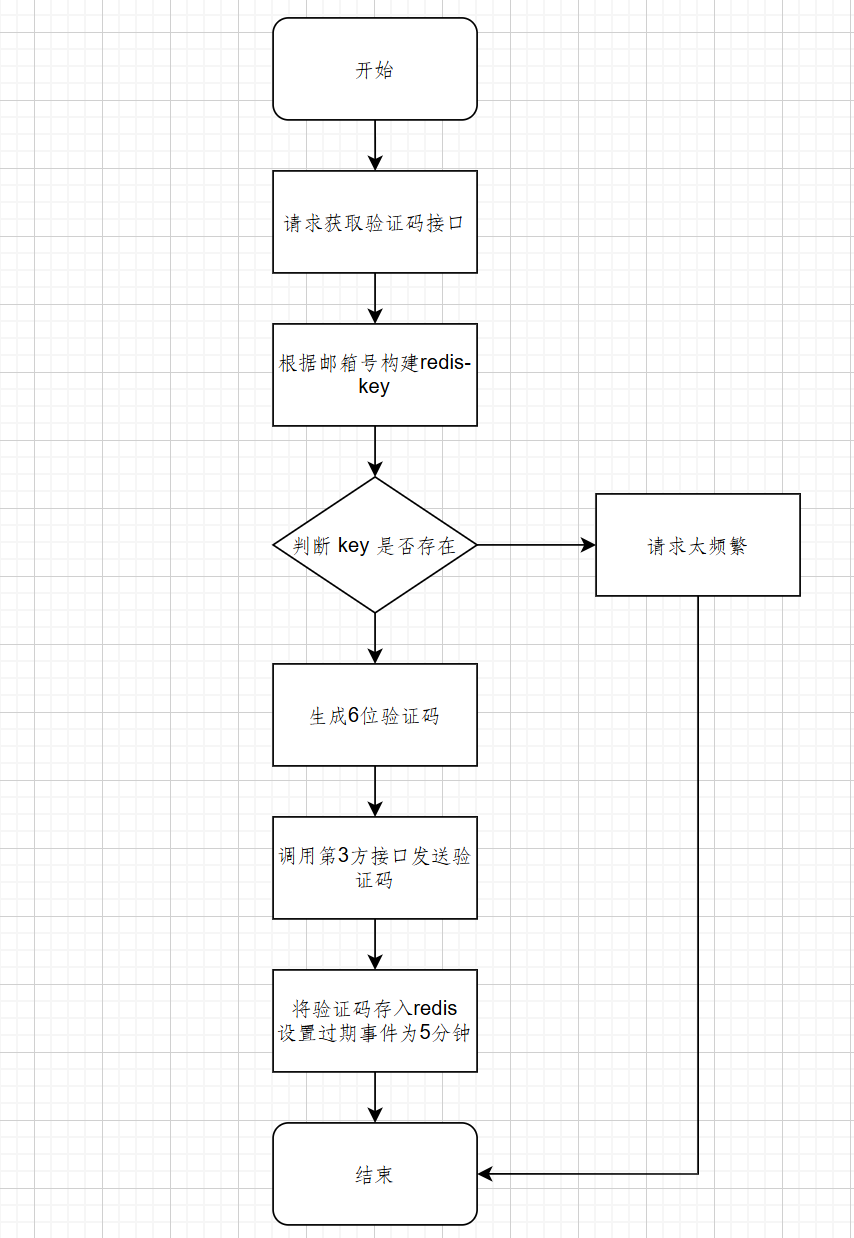 开始
请求获取验证码接口
根据邮箱号构建redis-
key
判断 key 是否存在
请求太频繁
生成6位验证码
调用第3方接口发送验
证码
将验证码存入redis
设置过期事件为5分钟
结束